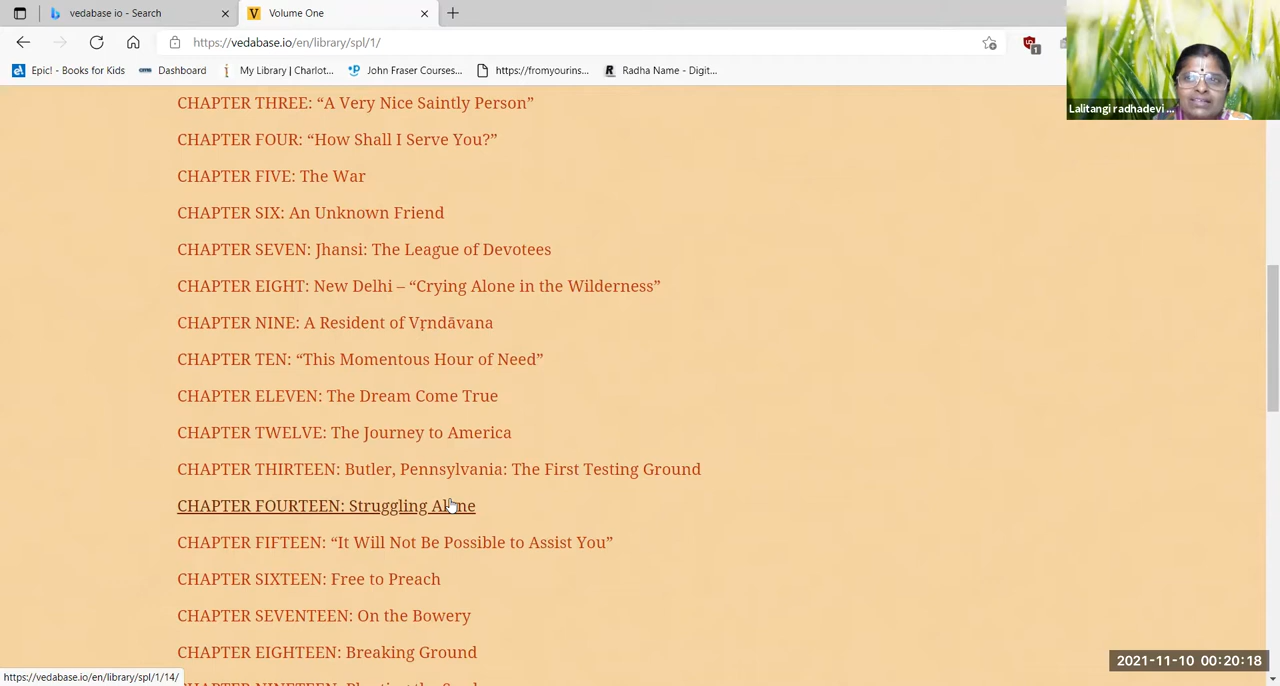 vedabase io - Search
Volume One
https://vedabase.io/en/library/spl/1/
Epic! - Books for Kids
Dashboard
My Library | Charlot...
John Fraser Courses...
https://fromyourins...
Radha Name - Digit...
1
Lalitangi radhadevi ...
CHAPTER THREE: “A Very Nice Saintly Person”
CHAPTER FOUR: “How Shall I Serve You?”
CHAPTER FIVE: The War
CHAPTER SIX: An Unknown Friend
CHAPTER SEVEN: Jhansi: The League of Devotees
CHAPTER EIGHT: New Delhi – “Crying Alone in the Wilderness”
CHAPTER NINE: A Resident of Vṛndāvana
CHAPTER TEN: “This Momentous Hour of Need”
CHAPTER ELEVEN: The Dream Come True
CHAPTER TWELVE: The Journey to America
CHAPTER THIRTEEN: Butler, Pennsylvania: The First Testing Ground
CHAPTER FOURTEEN: Struggling Alone
CHAPTER FIFTEEN: “It Will Not Be Possible to Assist You”
CHAPTER SIXTEEN: Free to Preach
CHAPTER SEVENTEEN: On the Bowery
CHAPTER EIGHTEEN: Breaking Ground
https://vedabase.io/en/library/spl/1/14/
2021-11-10 00:20:18